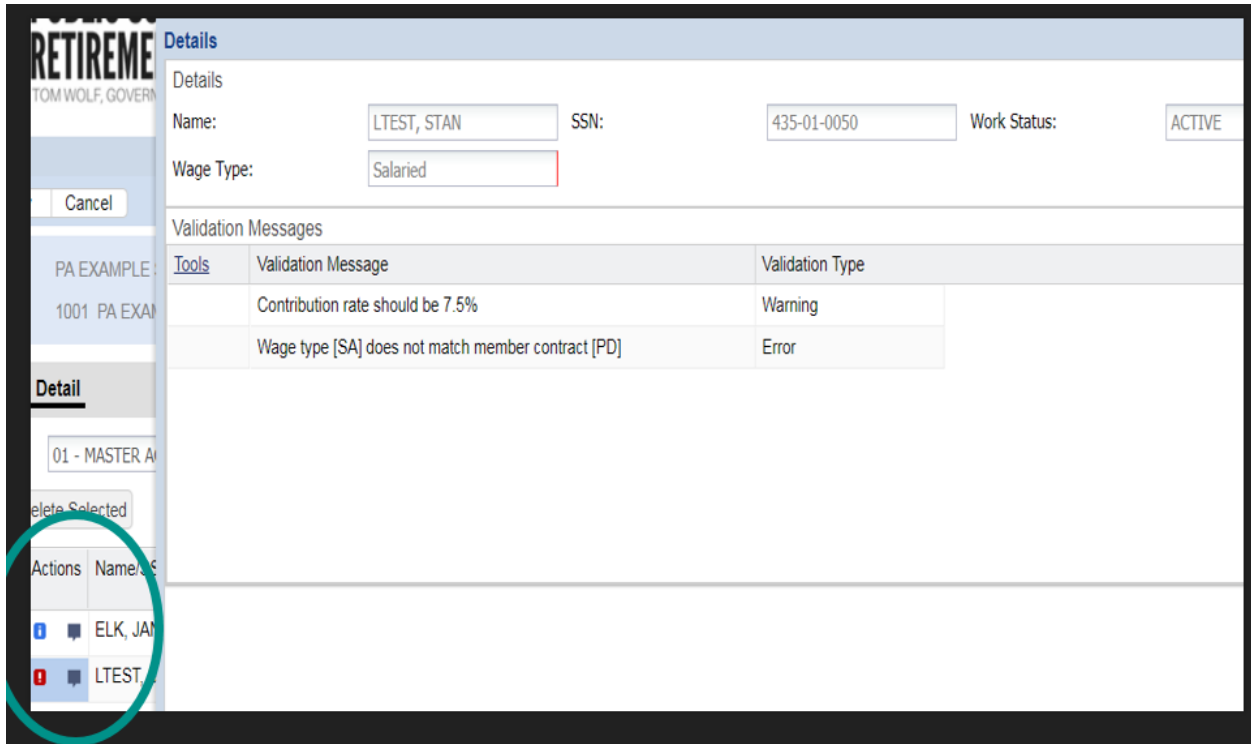 RETIREME
TOM WOLF, GOVERN
Details
Details
Name: LTEST, STAN SSN: 435-01-0050 Work Status: ACTIVE
Wage Type: Salaried
Cancel
Validation Messages
PA EXAMPLE
Tools Validation Message Validation Type
Contribution rate should be 7.5% Warning
1001 PA EXAM
Wage type [SA] does not match member contract [PD] Error
Detail
01 - MASTER A
elete Selected
Actions Name/S
ELK, JAN
LTEST,